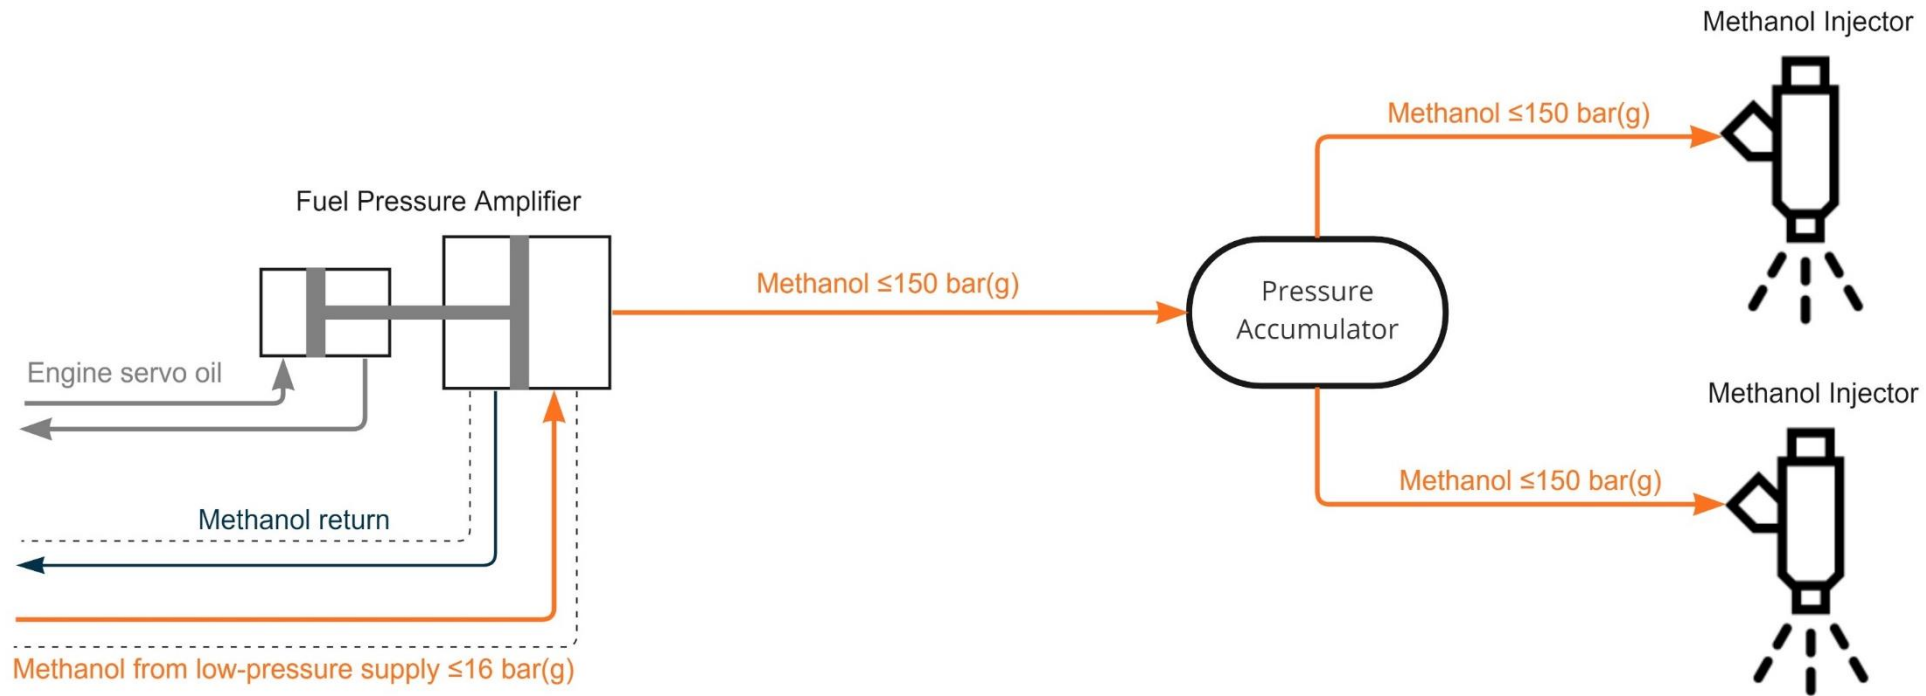 Methanol Injector
Methanol ≤150 bar(g)
Fuel Pressure Amplifier
Methanol ≤150 bar(g)
Pressure
Accumulator
Engine servo oil
Methanol Injector
Methanol ≤150 bar(g)
Methanol return
Methanol from low-pressure supply ≤16 bar(g)